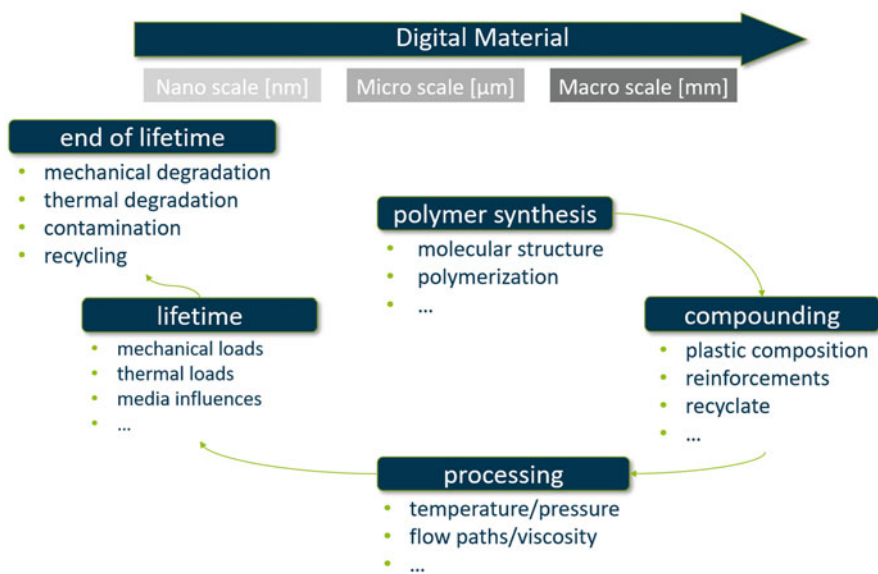 Digital Material
Nano scale [nm]
Micro scale [µm]
Macro scale [mm]
end of lifetime
• mechanical degradation
• thermal degradation
• contamination
• recycling
polymer synthesis
• molecular structure
• polymerization
• ...
lifetime
• mechanical loads
• thermal loads
• media influences
• ...
compounding
• plastic composition
• reinforcements
• recyclate
• ...
processing
• temperature/pressure
• flow paths/viscosity
• ...